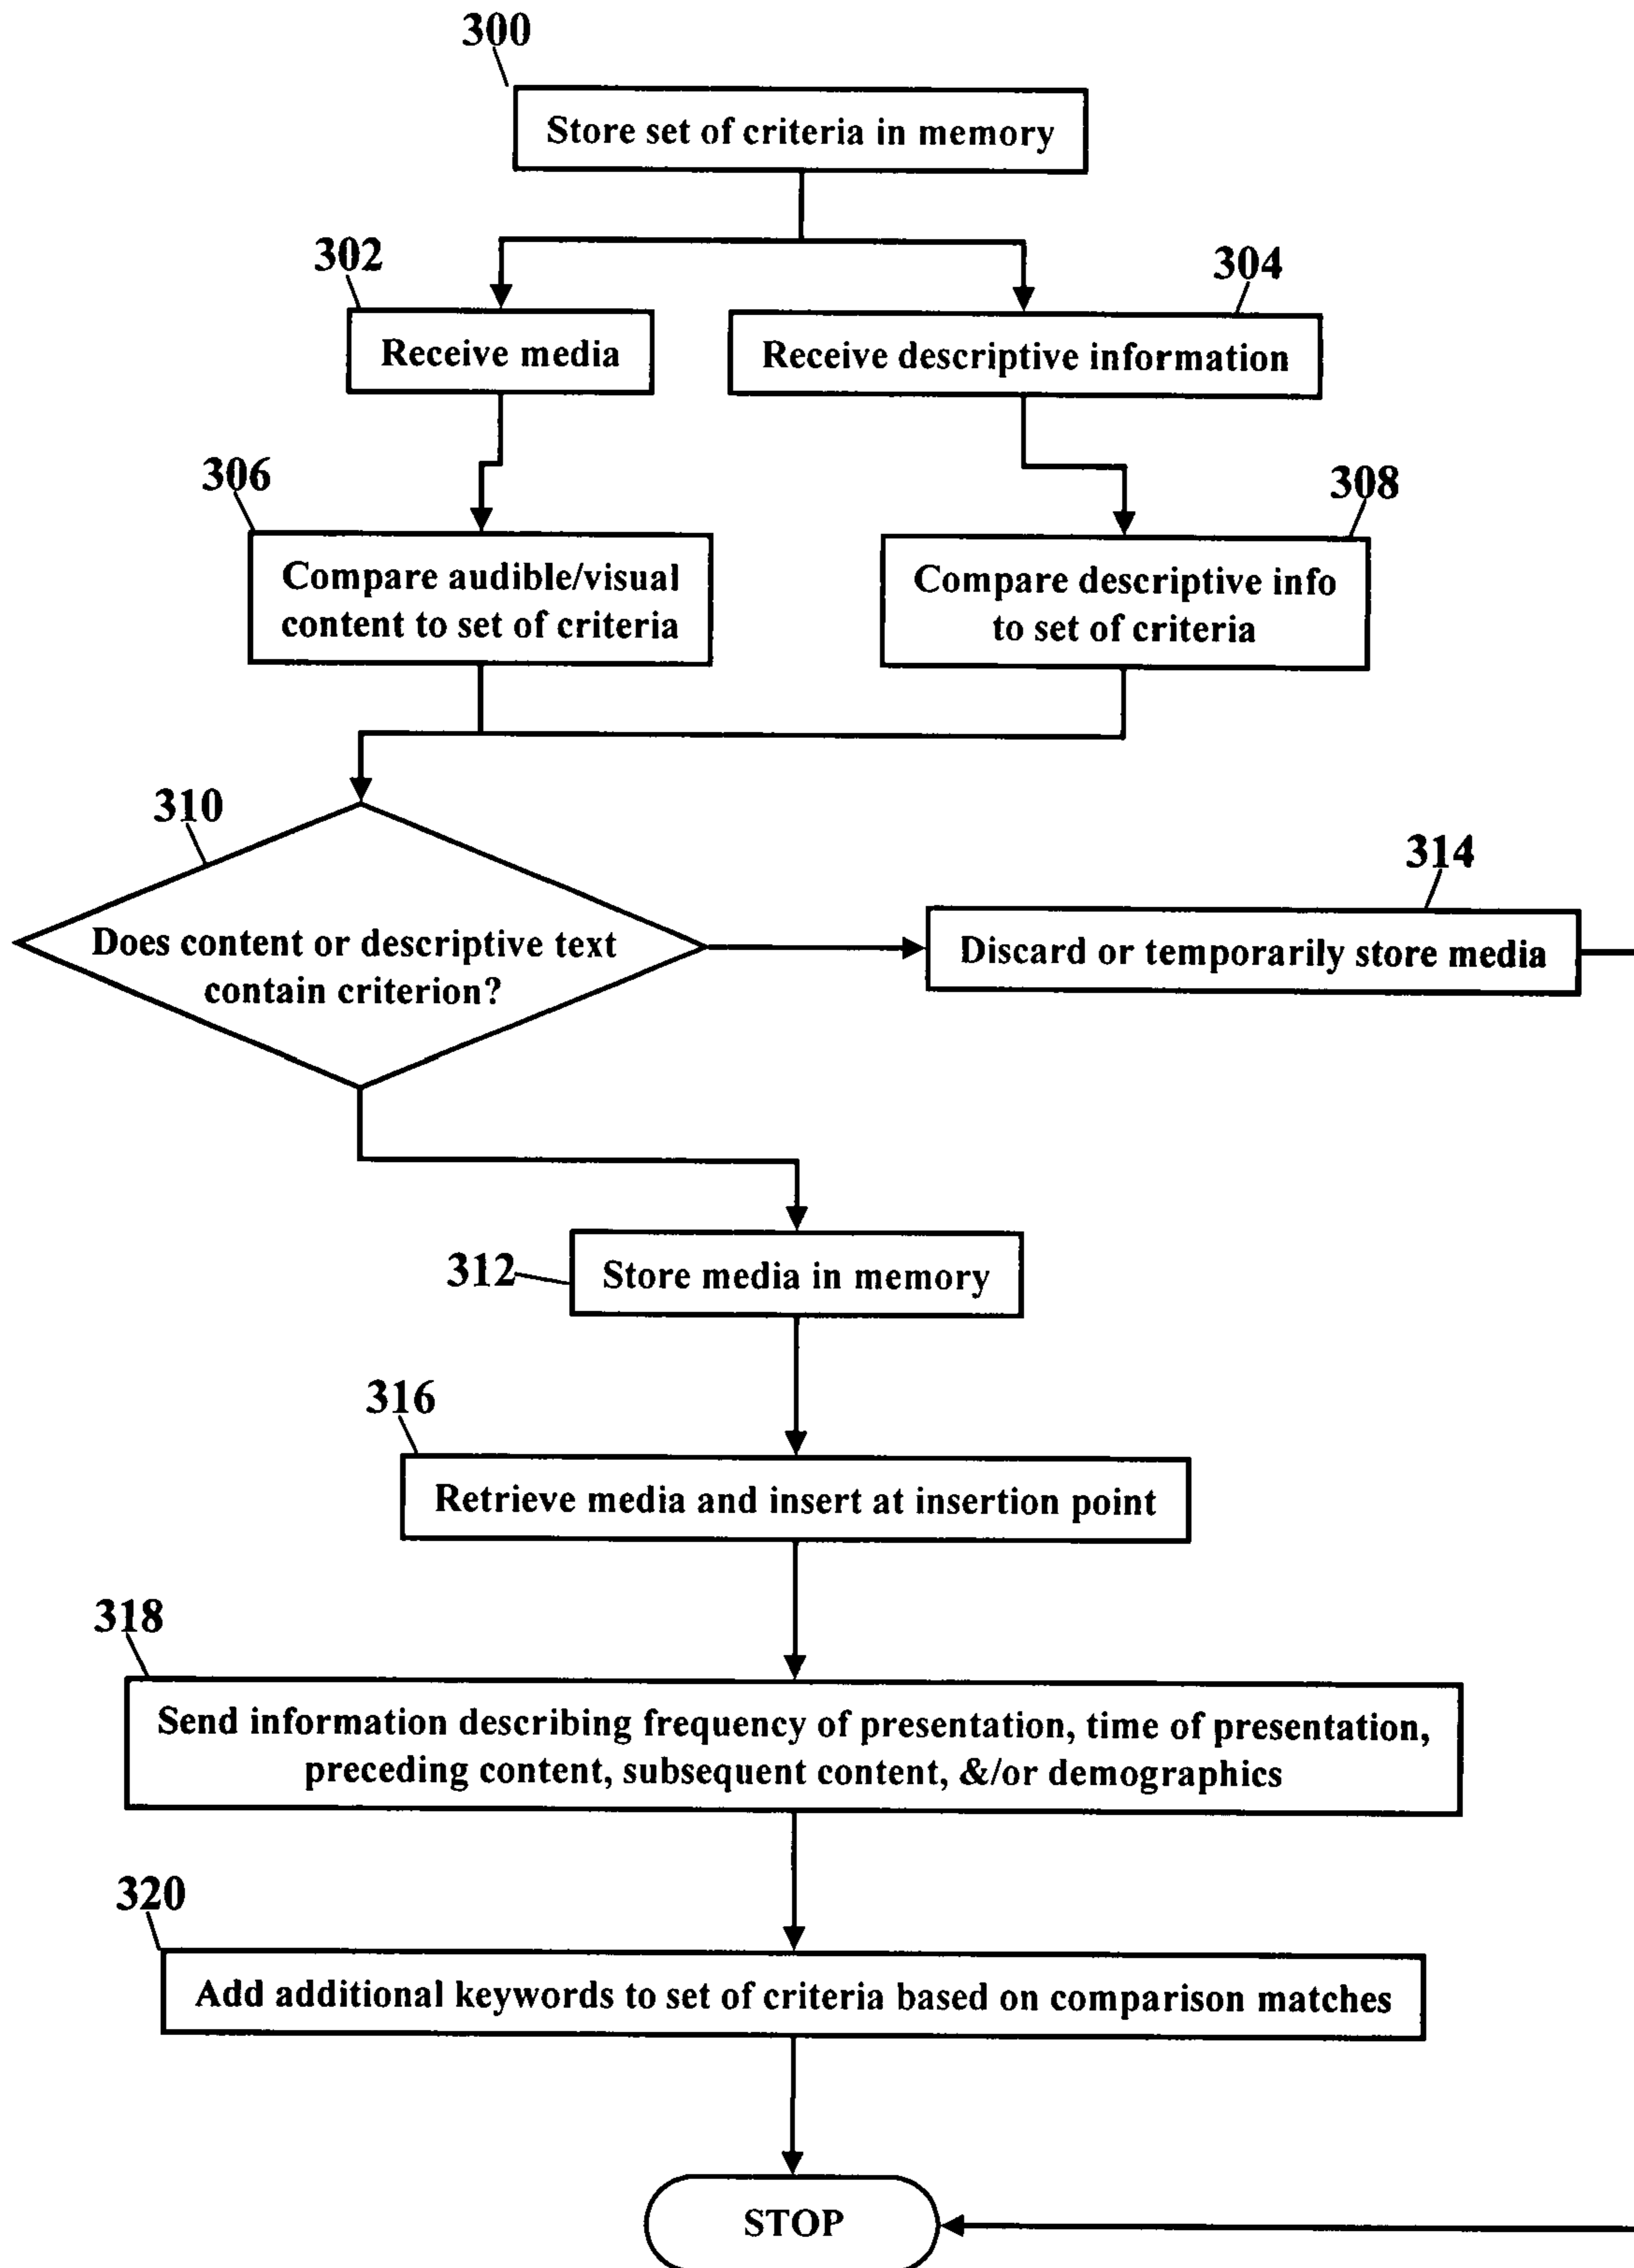 300
Store set of criteria in memory
302
304
Receive media
Receive descriptive information
306
308
Compare audible/visual
content to set of criteria
Compare descriptive info
to set of criteria
310
314
Does content or descriptive text
contain criterion?
Discard or temporarily store media
312
Store media in memory
316
Retrieve media and insert at insertion point
318
Send information describing frequency of presentation, time of presentation,
preceding content, subsequent content, &/or demographics
320
Add additional keywords to set of criteria based on comparison matches
STOP